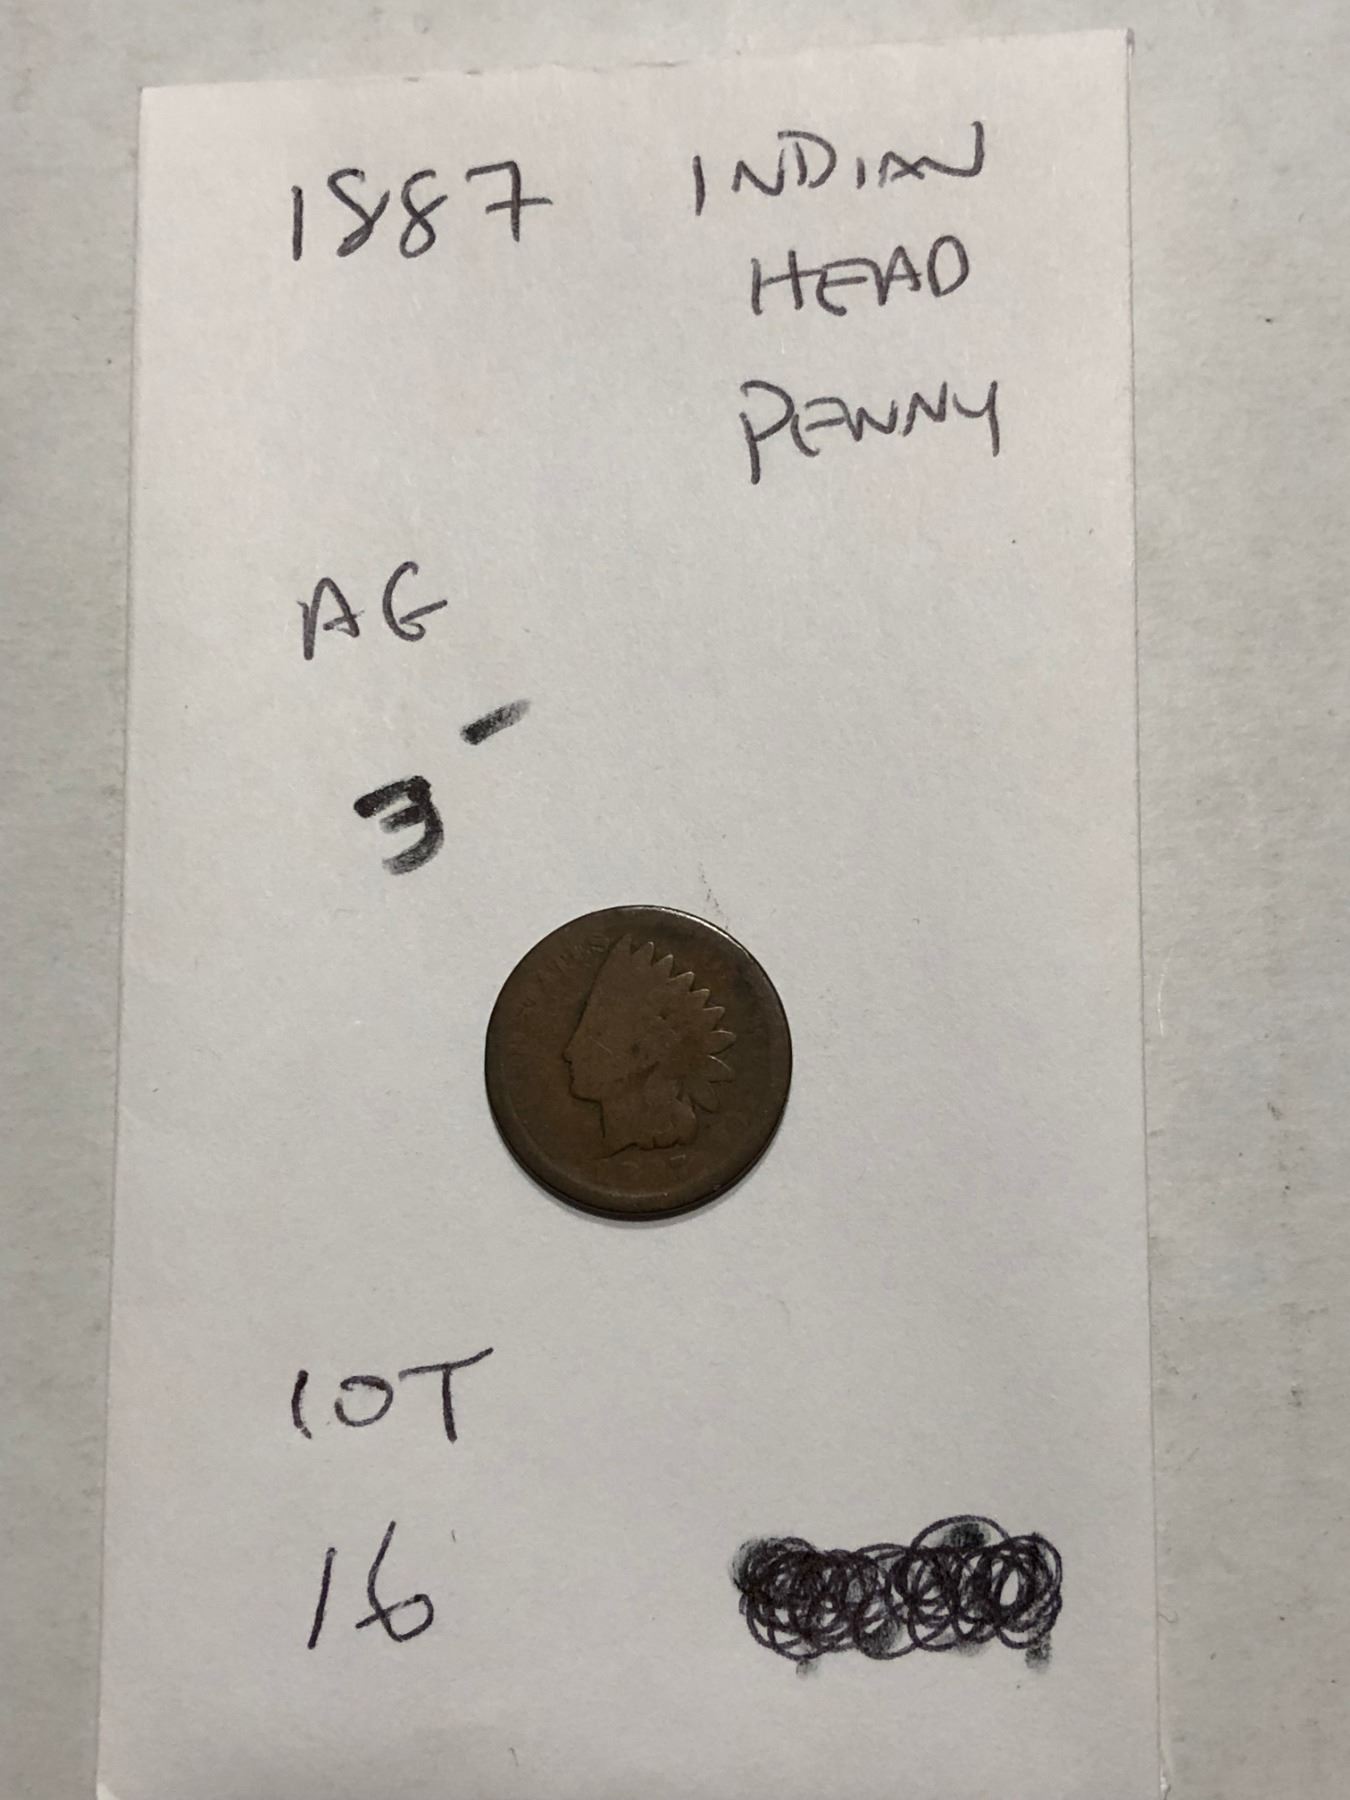 1887 INDIAN
HEAD
PENNY
AG
-
3
LOT
16